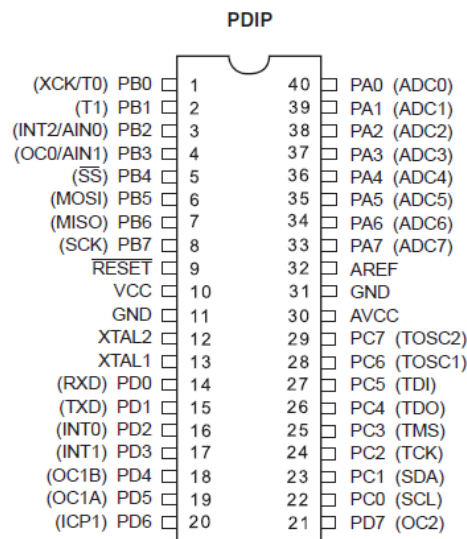 PDIP
(XCK/T0) PB0 1 40 PA0 (ADC0)
(T1) PB1 2 39 PA1 (ADC1)
(INT2/AIN0) PB2 3 38 PA2 (ADC2)
(OC0/AIN1) PB3 4 37 PA3 (ADC3)
(S̅S̅) PB4 5 36 PA4 (ADC4)
(MOSI) PB5 6 35 PA5 (ADC5)
(MISO) PB6 7 34 PA6 (ADC6)
(SCK) PB7 8 33 PA7 (ADC7)
R̅E̅S̅E̅T̅ 9 32 AREF
VCC 10 31 GND
GND 11 30 AVCC
XTAL2 12 29 PC7 (TOSC2)
XTAL1 13 28 PC6 (TOSC1)
(RXD) PD0 14 27 PC5 (TDI)
(TXD) PD1 15 26 PC4 (TDO)
(INT0) PD2 16 25 PC3 (TMS)
(INT1) PD3 17 24 PC2 (TCK)
(OC1B) PD4 18 23 PC1 (SDA)
(OC1A) PD5 19 22 PC0 (SCL)
(ICP1) PD6 20 21 PD7 (OC2)